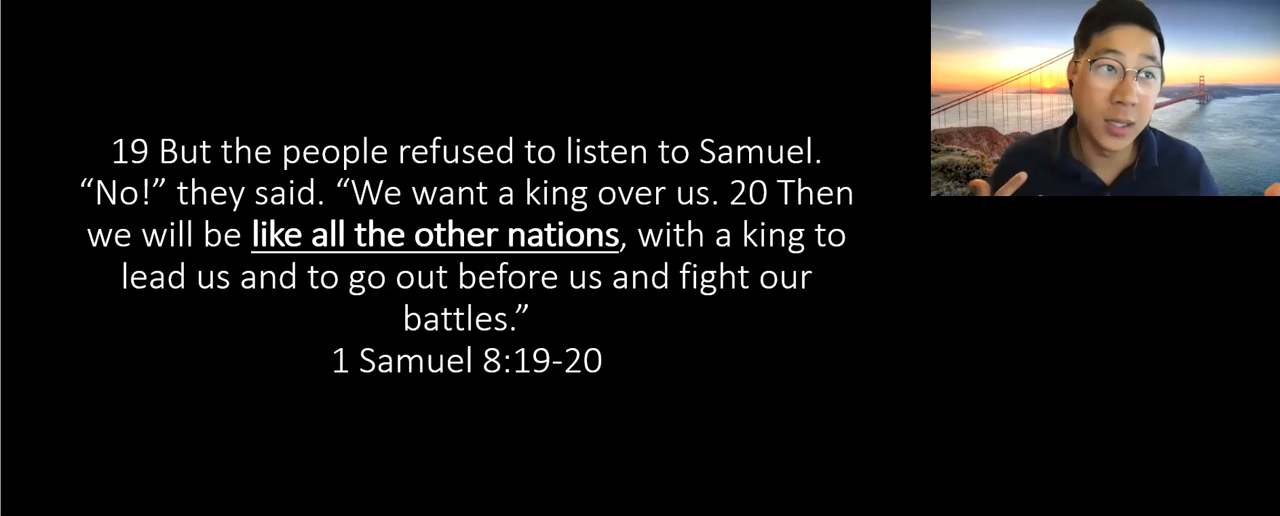 19 But the people refused to listen to Samuel.
“No!” they said. “We want a king over us. 20 Then
we will be like all the other nations, with a king to
lead us and to go out before us and fight our
battles.”
1 Samuel 8:19-20